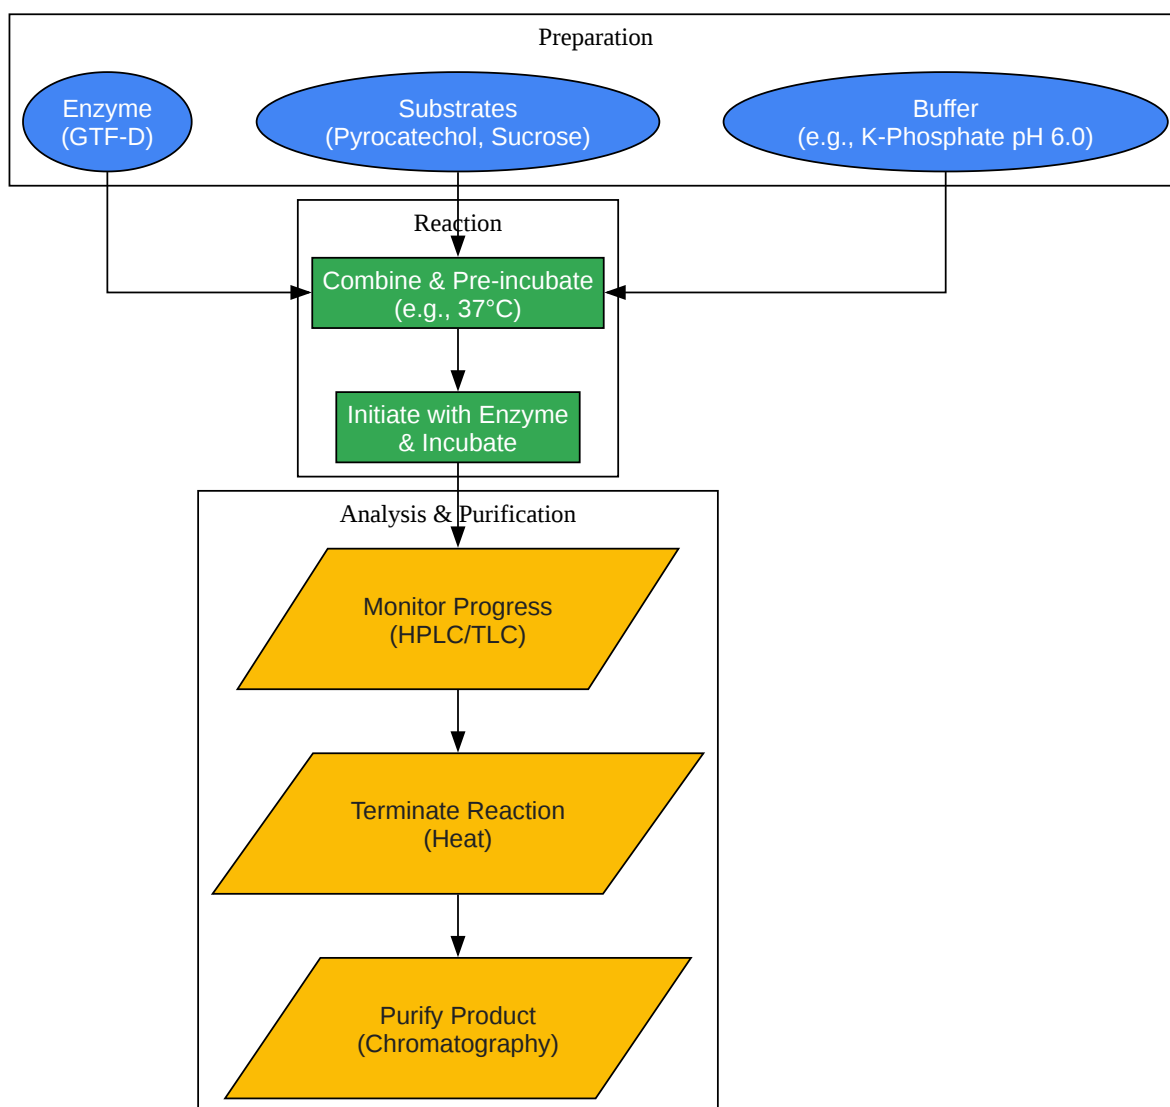 Preparation
Enzyme
(GTF-D)
Substrates
(Pyrocatechol, Sucrose)
Buffer
(e.g., K-Phosphate pH 6.0)
Reaction
Combine & Pre-incubate
(e.g., 37°C)
Initiate with Enzyme
& Incubate
Analysis & Purification
Monitor Progress
(HPLC/TLC)
Terminate Reaction
(Heat)
Purify Product
(Chromatography)